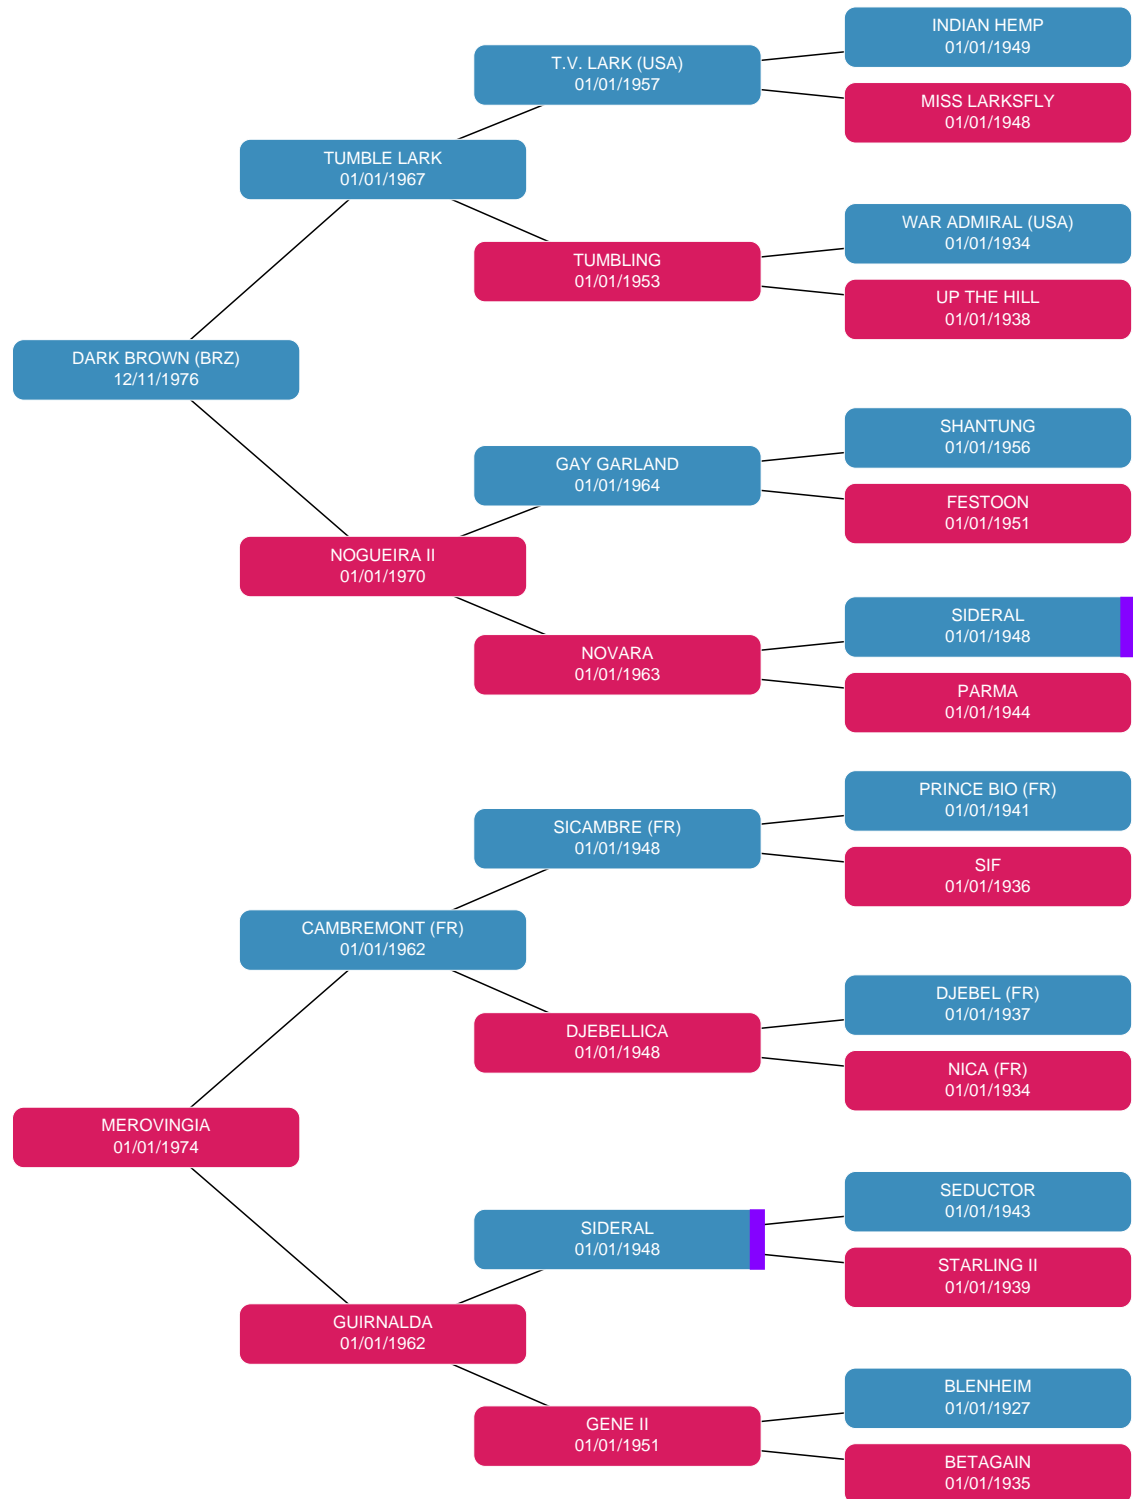 INDIAN HEMP
01/01/1949
T.V. LARK (USA)
01/01/1957
MISS LARKSFLY
01/01/1948
TUMBLE LARK
01/01/1967
WAR ADMIRAL (USA)
01/01/1934
TUMBLING
01/01/1953
UP THE HILL
01/01/1938
DARK BROWN (BRZ)
12/11/1976
SHANTUNG
01/01/1956
GAY GARLAND
01/01/1964
FESTOON
01/01/1951
NOGUEIRA II
01/01/1970
SIDERAL
01/01/1948
NOVARA
01/01/1963
PARMA
01/01/1944
PRINCE BIO (FR)
01/01/1941
SICAMBRE (FR)
01/01/1948
SIF
01/01/1936
CAMBREMONT (FR)
01/01/1962
DJEBEL (FR)
01/01/1937
DJEBELLICA
01/01/1948
NICA (FR)
01/01/1934
MEROVINGIA
01/01/1974
SEDUCTOR
01/01/1943
SIDERAL
01/01/1948
STARLING II
01/01/1939
GUIRNALDA
01/01/1962
BLENHEIM
01/01/1927
GENE II
01/01/1951
BETAGAIN
01/01/1935